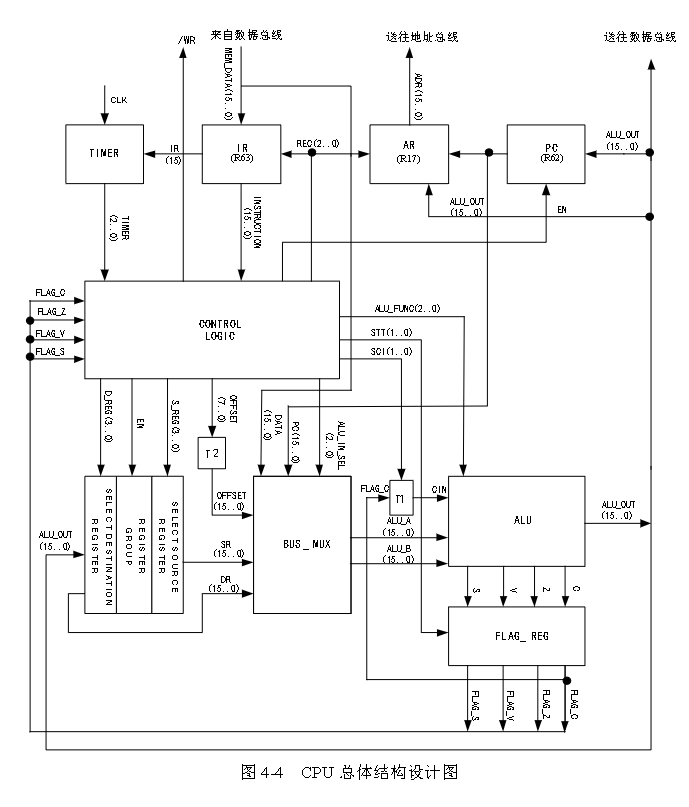 /WR
来自数据总线
送往地址总线
送往数据总线
CLK
MEM_DATA(15..0)
ADR(15..0)
TIMER
IR
(15)
IR
(R63)
REC(2..0)
AR
(R17)
PC
(R62)
ALU_OUT
(15..0)
ALU_OUT
(15..0)
EN
TIMER
(2..0)
INSTRUCTION
(15..0)
FLAG_C
FLAG_Z
FLAG_V
FLAG_S
CONTROL
LOGIC
ALU_FUNC(2..0)
STT(1..0)
SCI(1..0)
D_REG(3..0)
EN
S_REG(3..0)
OFFSET
(7..0)
DATA
(15..0)
PC(15..0)
ALU_IN_SEL
(2..0)
T2
FLAG_C
T1
CIN
OFFSET
(15..0)
ALU_OUT
(15..0)
SELECT DESTINATION
REGISTER
REGISTER
GROUP
SELECT SOURCE
REGISTER
SR
(15..0)
DR
(15..0)
BUS_MUX
ALU_A
(15..0)
ALU_B
(15..0)
ALU
ALU_OUT
(15..0)
S
V
Z
C
FLAG_REG
FLAG_S
FLAG_V
FLAG_Z
FLAG_C
图 4-4 CPU 总体结构设计图